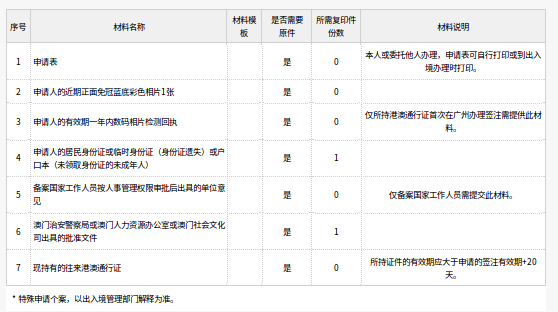 序号 材料名称 材料模板 是否需要原件 所需复印件份数 材料说明
1 申请表 是 0 本人或委托他人办理，申请表可自行打印或到出入境办理时打印。
2 申请人的近期正面免冠蓝底彩色相片1张 是 0
3 申请人的有效期一年内数码相片检测回执 是 0 仅所持港澳通行证首次在广州办理签注需提供此材料。
4 申请人的居民身份证或临时身份证（身份证遗失）或户口本（未领取身份证的未成年人） 是 1
5 备案国家工作人员按人事管理权限审批后出具的单位意见 是 0 仅备案国家工作人员需提交此材料。
6 澳门治安警察局或澳门人力资源办公室或澳门社会文化司出具的批准文件 是 1
7 现持有的往来港澳通行证 是 0 所持证件的有效期应大于申请的签注有效期+20天。
* 特殊申请个案，以出入境管理部门解释为准。